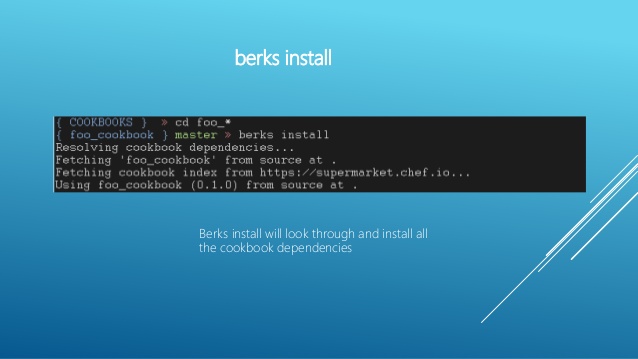 berks install
{ COOKBOOKS } » cd foo_*
{ foo_cookbook } master » berks install
Resolving cookbook dependencies...
Fetching 'foo_cookbook' from source at .
Fetching cookbook index from https://supermarket.chef.io...
Using foo_cookbook (0.1.0) from source at .
Berks install will look through and install all
the cookbook dependencies